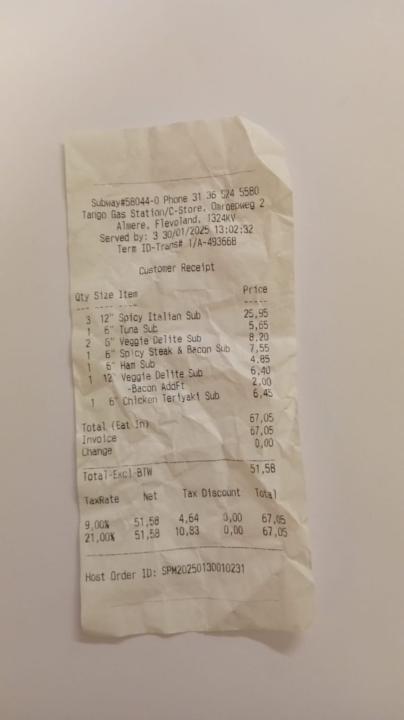 Subway#58044-0 Phone 31 36 524 5580
Tango Gas Station/C-Store, Omroepweg 2
Almere, Flevoland, 1324KV
Served by: 3 30/01/2025 13:02:32
Term ID-Trans# 1/A-493668
Customer Receipt
Qty Size Item Price
--- ---- ---- -----
3 12" Spicy Italian Sub 25,95
1 6" Tuna Sub 5,65
2 6" Veggie Delite Sub 8,20
1 6" Spicy Steak & Bacon Sub 7,55
1 6" Ham Sub 4,85
1 12" Veggie Delite Sub 6,40
-Bacon AddFt 2,00
1 6" Chicken Teriyaki Sub 6,45
Total (Eat In) 67,05
Invoice 67,05
Change 0,00
Total-Excl-BTW 51,58
TaxRate Net Tax Discount Total
9,00% 51,58 4,64 0,00 67,05
21,00% 51,58 10,83 0,00 67,05
Host Order ID: SPM20250130010231